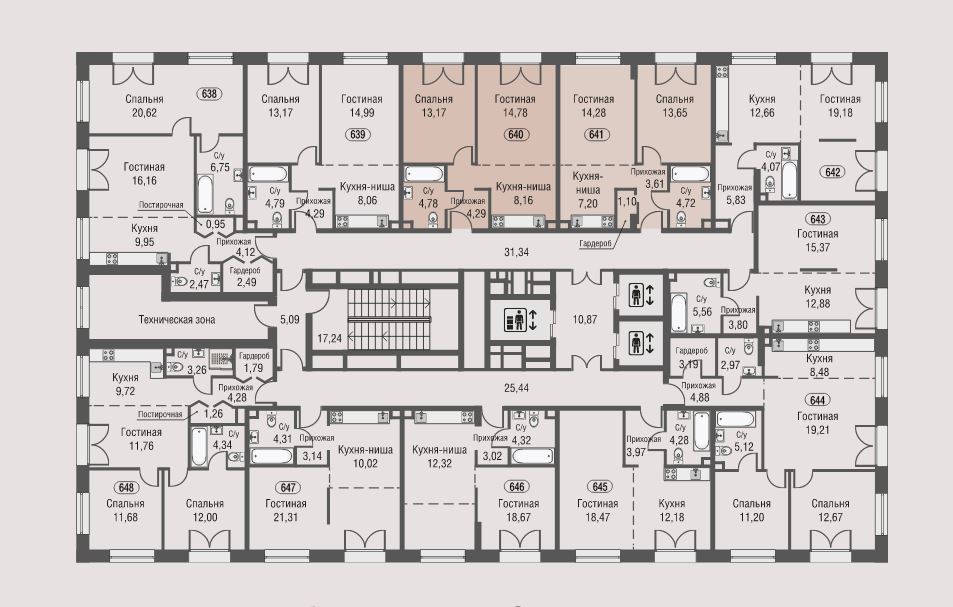 Спальня
20,62
638
Спальня
13,17
Гостиная
14,99
639
Спальня
13,17
Гостиная
14,78
640
Гостиная
14,28
641
Спальня
13,65
Кухня
12,66
Гостиная
19,18
642
Гостиная
16,16
С/у
6,75
Постирочная
0,95
Кухня
9,95
Прихожая
4,12
С/у
2,47
Гардероб
2,49
С/у
4,79
Прихожая
4,29
Кухня-ниша
8,06
С/у
4,78
Прихожая
4,29
Кухня-ниша
8,16
Кухня-
ниша
7,20
1,10
Гардероб
Прихожая
3,61
С/у
4,72
Прихожая
5,83
С/у
4,07
643
Гостиная
15,37
31,34
Техническая зона
5,09
17,24
10,87
С/у
5,56
Прихожая
3,80
Кухня
12,88
25,44
Кухня
9,72
С/у
3,26
Гардероб
1,79
Прихожая
4,28
Постирочная
1,26
Гостиная
11,76
С/у
4,34
648
Спальня
11,68
Спальня
12,00
С/у
4,31
Прихожая
3,14
Кухня-ниша
10,02
647
Гостиная
21,31
Кухня-ниша
12,32
Прихожая
3,02
С/у
4,32
646
Гостиная
18,67
645
Гостиная
18,47
Прихожая
3,97
С/у
4,28
Кухня
12,18
Гардероб
3,19
С/у
2,97
Прихожая
4,88
С/у
5,12
Кухня
8,48
644
Гостиная
19,21
Спальня
11,20
Спальня
12,67